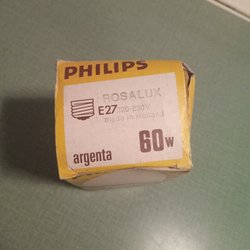 PHILIPS
ROSALUX
E27 220-230V
made in Holland
argenta 60w